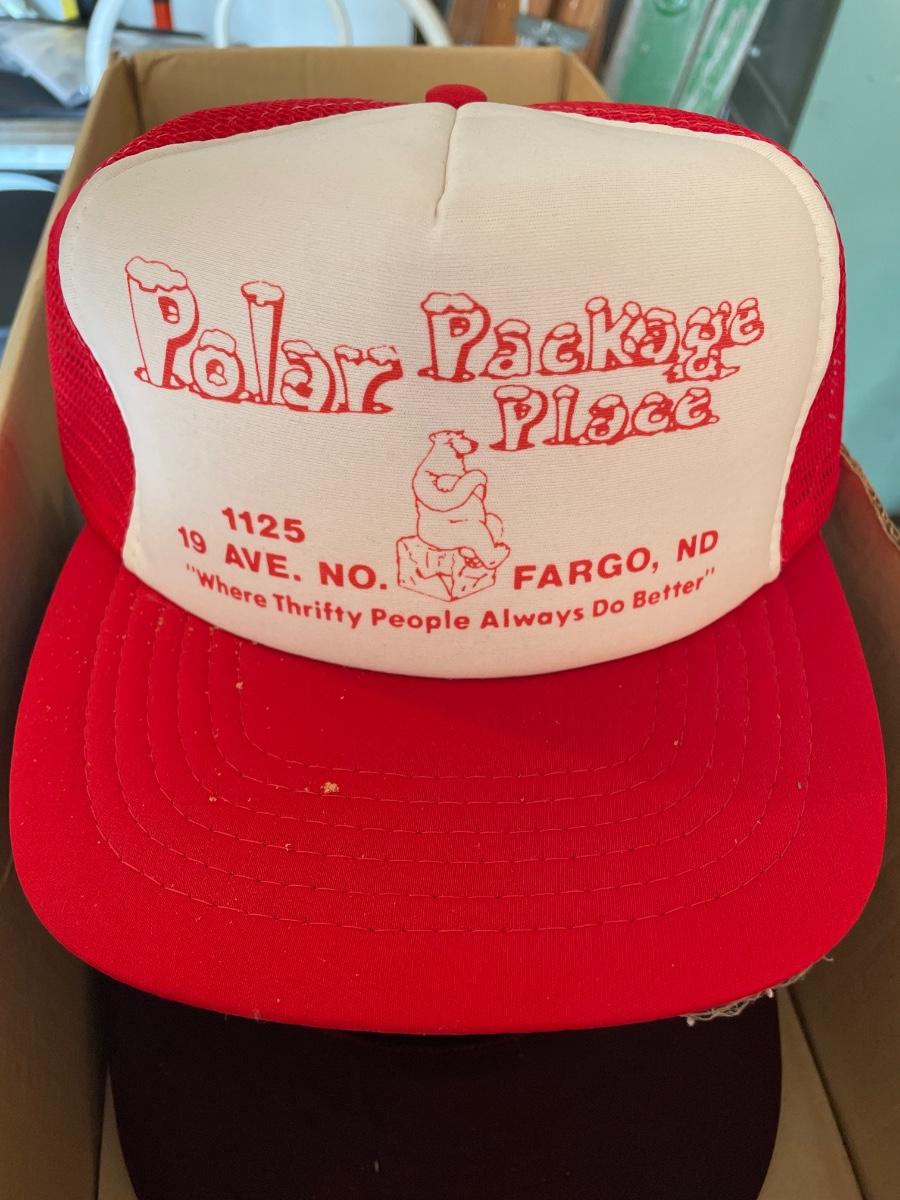 Polar Package
Place
1125
19 AVE. NO. FARGO, ND
"Where Thrifty People Always Do Better"